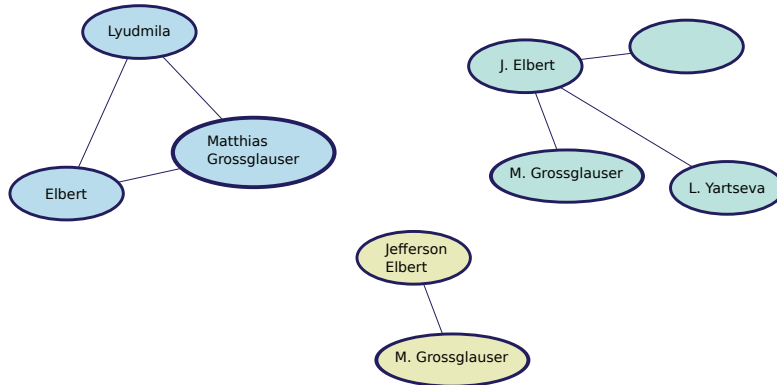 Lyudmila
Matthias
Grossglauser
Elbert
J. Elbert
M. Grossglauser
L. Yartseva
Jefferson
Elbert
M. Grossglauser